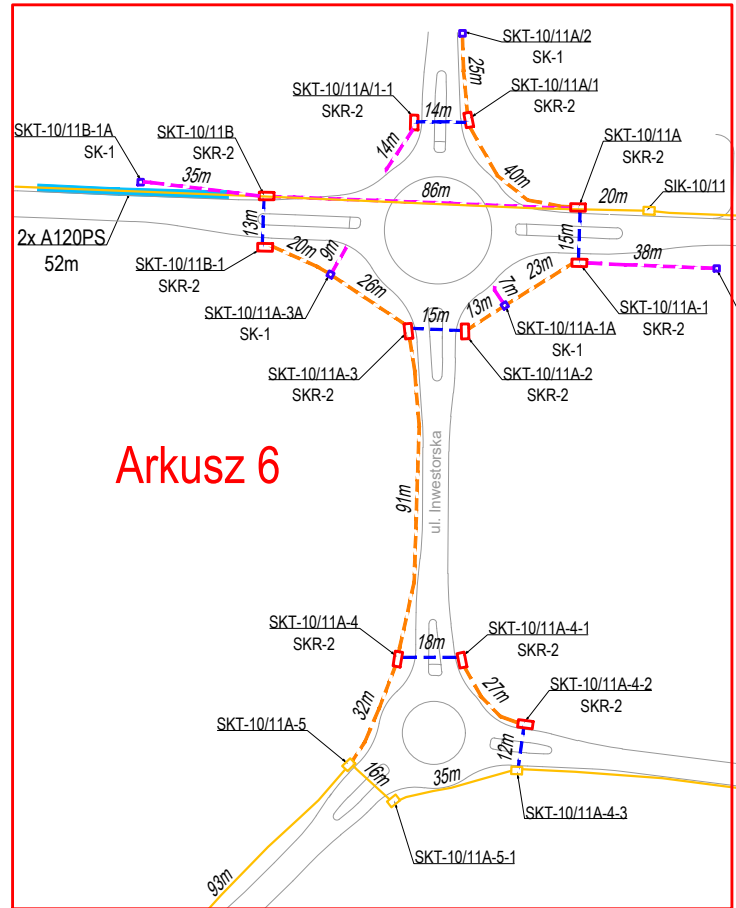 SKT-10/11A/2
SK-1
25m
SKT-10/11A/1-1
SKR-2
14m
SKT-10/11A/1
SKR-2
14m
40m
SKT-10/11B-1A
SK-1
SKT-10/11B
SKR-2
35m
86m
SKT-10/11A
SKR-2
20m
SIK-10/11
13m
15m
2x A120PS
52m
SKT-10/11B-1
SKR-2
20m
9m
26m
7m
23m
13m
38m
SKT-10/11A-3A
SK-1
15m
SKT-10/11A-1A
SK-1
SKT-10/11A-1
SKR-2
SKT-10/11A-3
SKR-2
SKT-10/11A-2
SKR-2
Arkusz 6
91m
ul. Inwestorska
SKT-10/11A-4
SKR-2
18m
SKT-10/11A-4-1
SKR-2
32m
27m
SKT-10/11A-4-2
SKR-2
SKT-10/11A-5
12m
16m
35m
SKT-10/11A-4-3
SKT-10/11A-5-1
93m